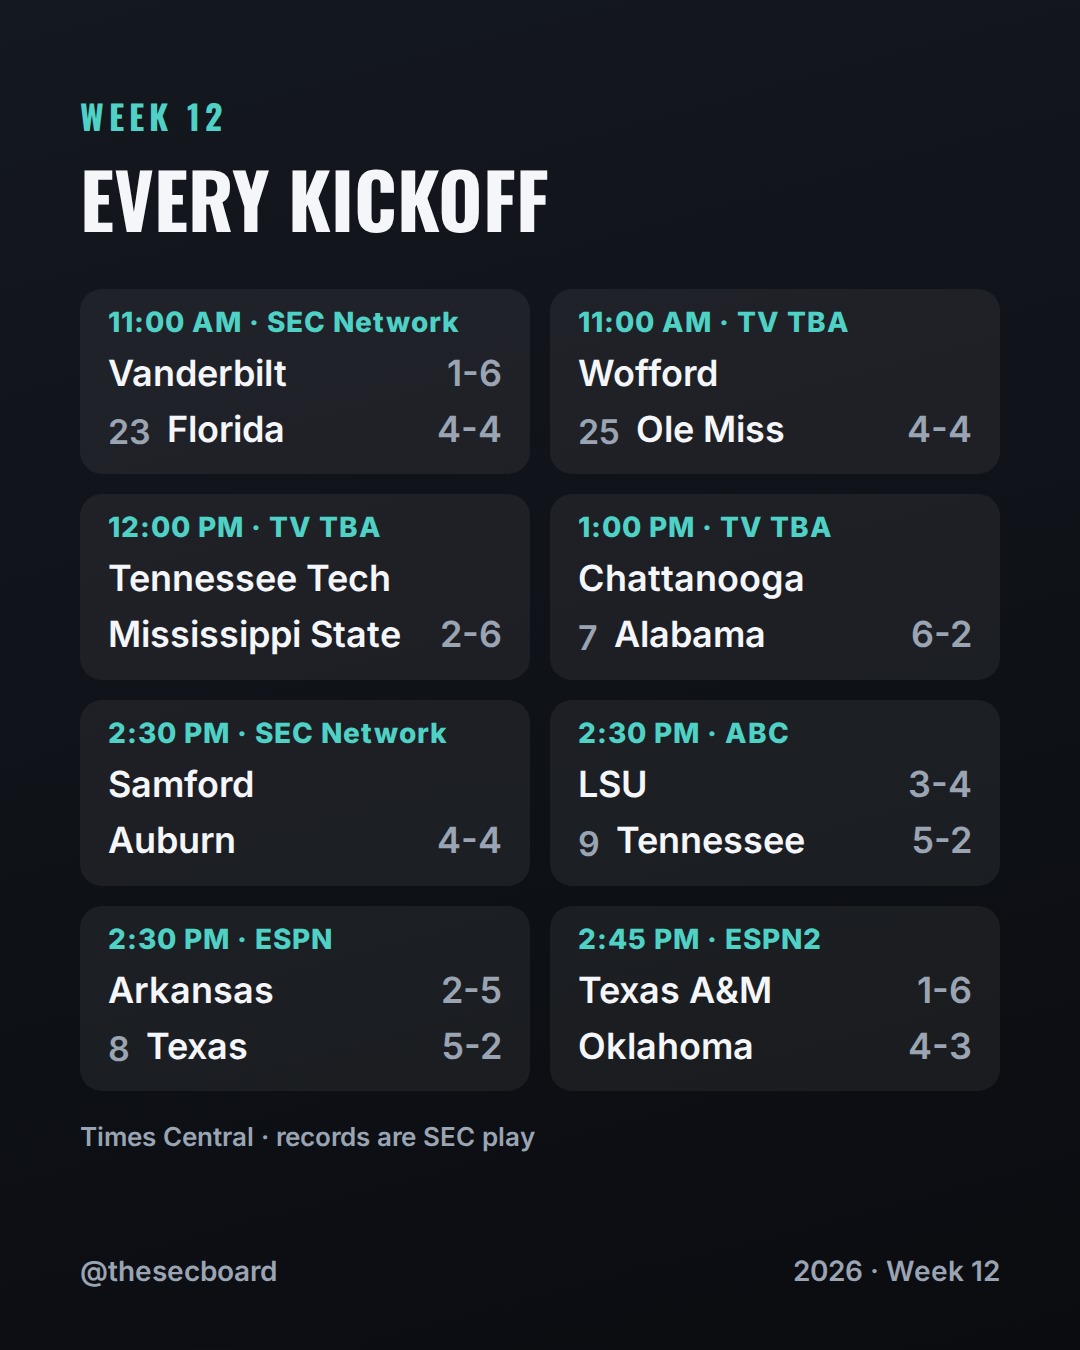 WEEK 12
EVERY KICKOFF
11:00 AM · SEC Network
Vanderbilt 1-6
23 Florida 4-4
11:00 AM · TV TBA
Wofford
25 Ole Miss 4-4
12:00 PM · TV TBA
Tennessee Tech
Mississippi State 2-6
1:00 PM · TV TBA
Chattanooga
7 Alabama 6-2
2:30 PM · SEC Network
Samford
Auburn 4-4
2:30 PM · ABC
LSU 3-4
9 Tennessee 5-2
2:30 PM · ESPN
Arkansas 2-5
8 Texas 5-2
2:45 PM · ESPN2
Texas A&M 1-6
Oklahoma 4-3
Times Central · records are SEC play
@thesecboard
2026 · Week 12